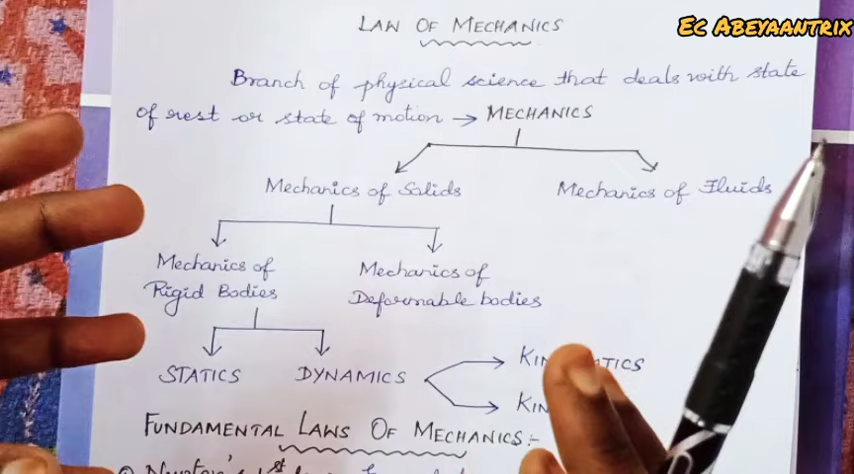 LAW OF MECHANICS
Ec Abeyaantrix
Branch of physical science that deals with state
of rest or state of motion → MECHANICS
Mechanics of Solids
Mechanics of Fluids
Mechanics of
Rigid Bodies
Mechanics of
Deformable bodies
STATICS
DYNAMICS
FUNDAMENTAL LAWS OF MECHANICS:-